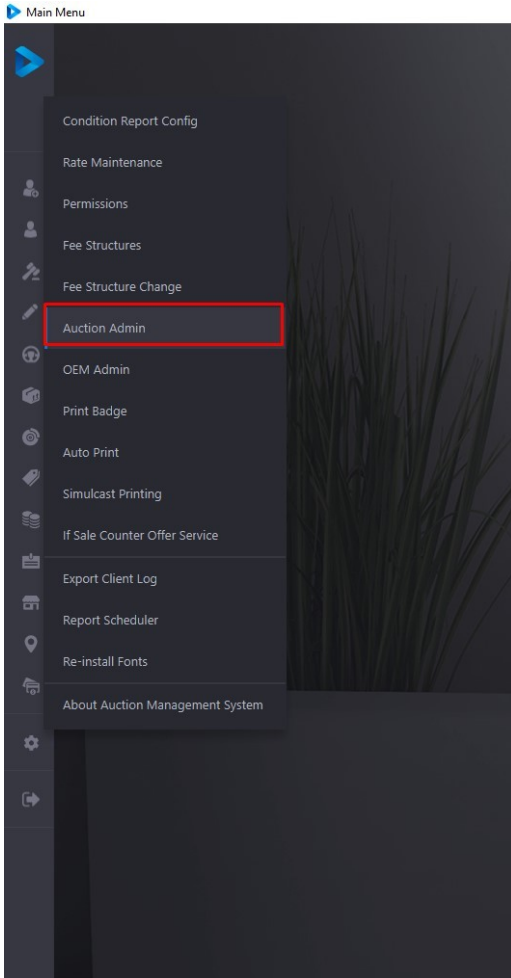 Main Menu
Condition Report Config
Rate Maintenance
Permissions
Fee Structures
Fee Structure Change
Auction Admin
OEM Admin
Print Badge
Auto Print
Simulcast Printing
If Sale Counter Offer Service
Export Client Log
Report Scheduler
Re-install Fonts
About Auction Management System